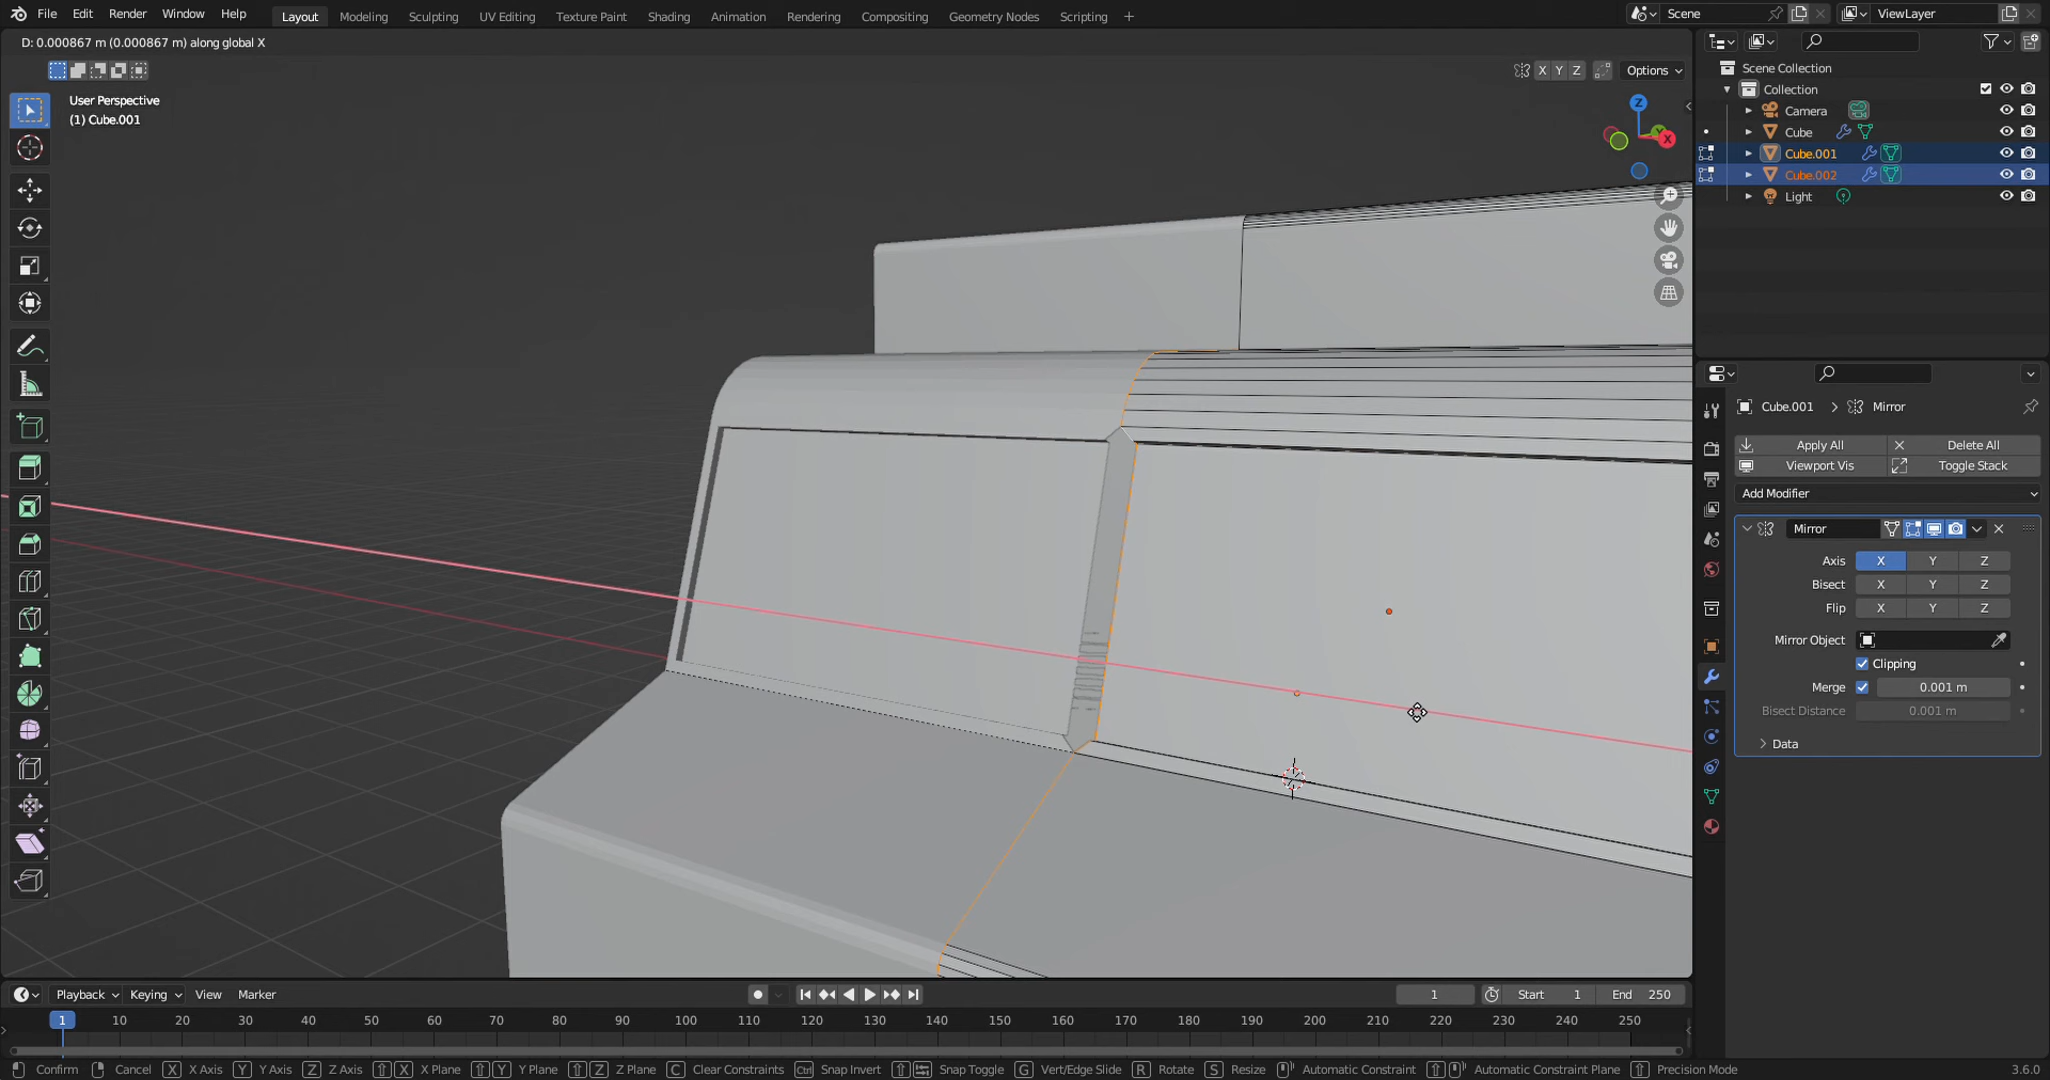 File Edit Render Window Help Layout Modeling Sculpting UV Editing Texture Paint Shading Animation Rendering Compositing Geometry Nodes Scripting + Scene ViewLayer
D: 0.000867 m (0.000867 m) along global X
X Y Z Options
User Perspective
(1) Cube.001
Z
Y
X
Scene Collection
Collection
Camera
Cube
Cube.001
Cube.002
Light
Cube.001 Mirror
Apply All Delete All
Viewport Vis Toggle Stack
Add Modifier
Mirror
Axis X Y Z
Bisect X Y Z
Flip X Y Z
Mirror Object
Clipping
Merge 0.001 m
Bisect Distance 0.001 m
Data
Playback Keying View Marker 1 Start 1 End 250
1 10 20 30 40 50 60 70 80 90 100 110 120 130 140 150 160 170 180 190 200 210 220 230 240 250
Confirm Cancel X X Axis Y Y Axis Z Z Axis X X Plane Y Y Plane Z Z Plane C Clear Constraints Ctrl Snap Invert Snap Toggle G Vert/Edge Slide R Rotate S Resize Automatic Constraint Automatic Constraint Plane Precision Mode 3.6.0